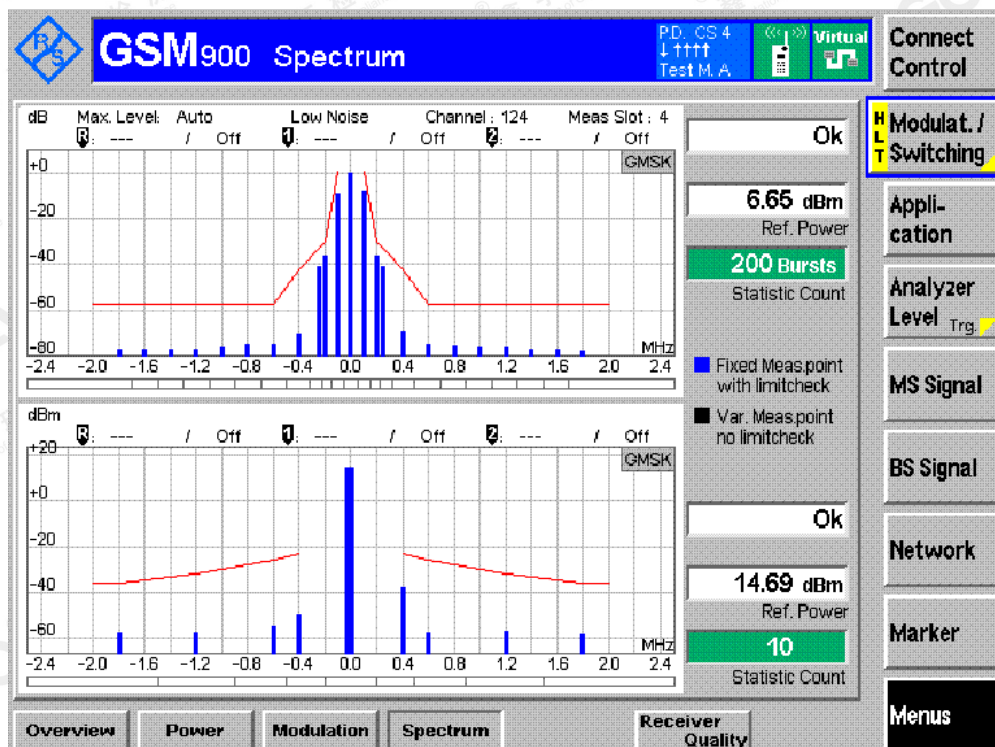 R S
GSM900 Spectrum
P.D. CS 4
Test M. A
Virtual
Connect Control
H L T
Modulat. / Switching
Appli-
cation
Analyzer
Level Trg.
MS Signal
BS Signal
Network
Marker
Menus
dB Max. Level: Auto Low Noise Channel : 124 Meas Slot : 4
R : --- / Off 1 : --- / Off 2 : --- / Off
GMSK
+0
-20
-40
-60
-80
MHz
-2.4 -2.0 -1.6 -1.2 -0.8 -0.4 0.0 0.4 0.8 1.2 1.6 2.0 2.4
Ok
6.65 dBm
Ref. Power
200 Bursts
Statistic Count
Fixed Meas.point
with limitcheck
Var. Meas.point
no limitcheck
dBm
R : --- / Off 1 : --- / Off 2 : --- / Off
GMSK
+20
+0
-20
-40
-60
MHz
-2.4 -2.0 -1.6 -1.2 -0.8 -0.4 0.0 0.4 0.8 1.2 1.6 2.0 2.4
Ok
14.69 dBm
Ref. Power
10
Statistic Count
Overview Power Modulation Spectrum Receiver
Quality